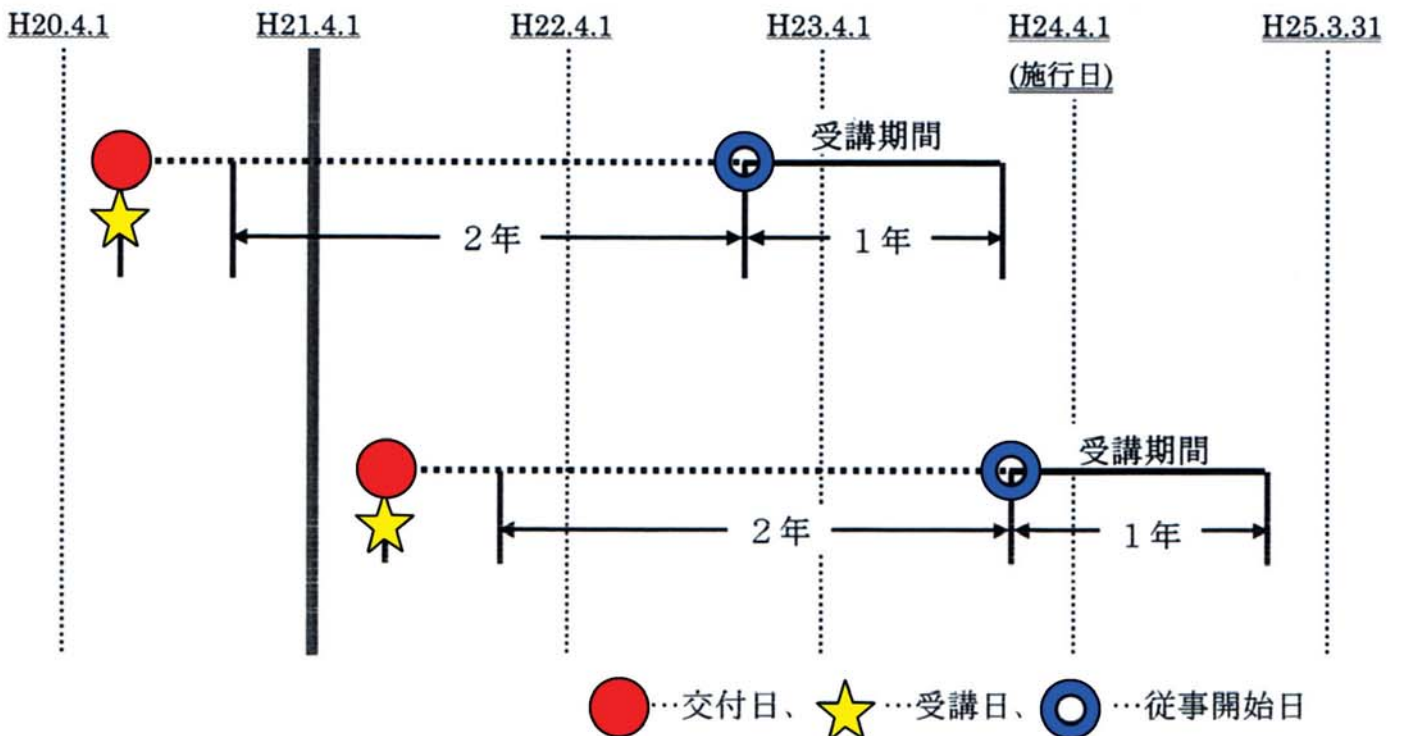 H20.4.1 H21.4.1 H22.4.1 H23.4.1 H24.4.1 H25.3.31
(施行日)
受講期間
2年 1年
受講期間
2年 1年
…交付日、 …受講日、 …従事開始日